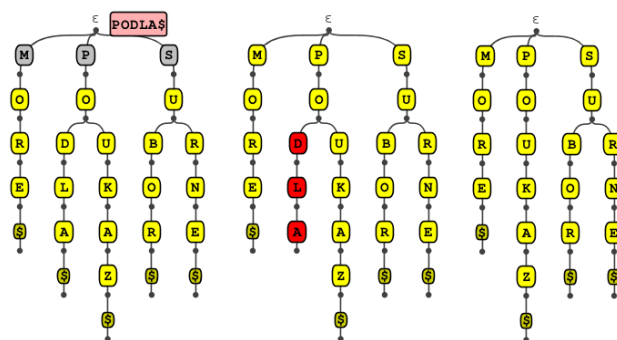 ε PODLA$ ε ε
M P S M P S M P S
O O U O O U O O U
R D U B R R D U B R R U B R
E L K O N E L K O N E K O N
$ A A R E $ A A R E $ A R E
$ Z $ $ Z $ $ Z $ $
$ $ $